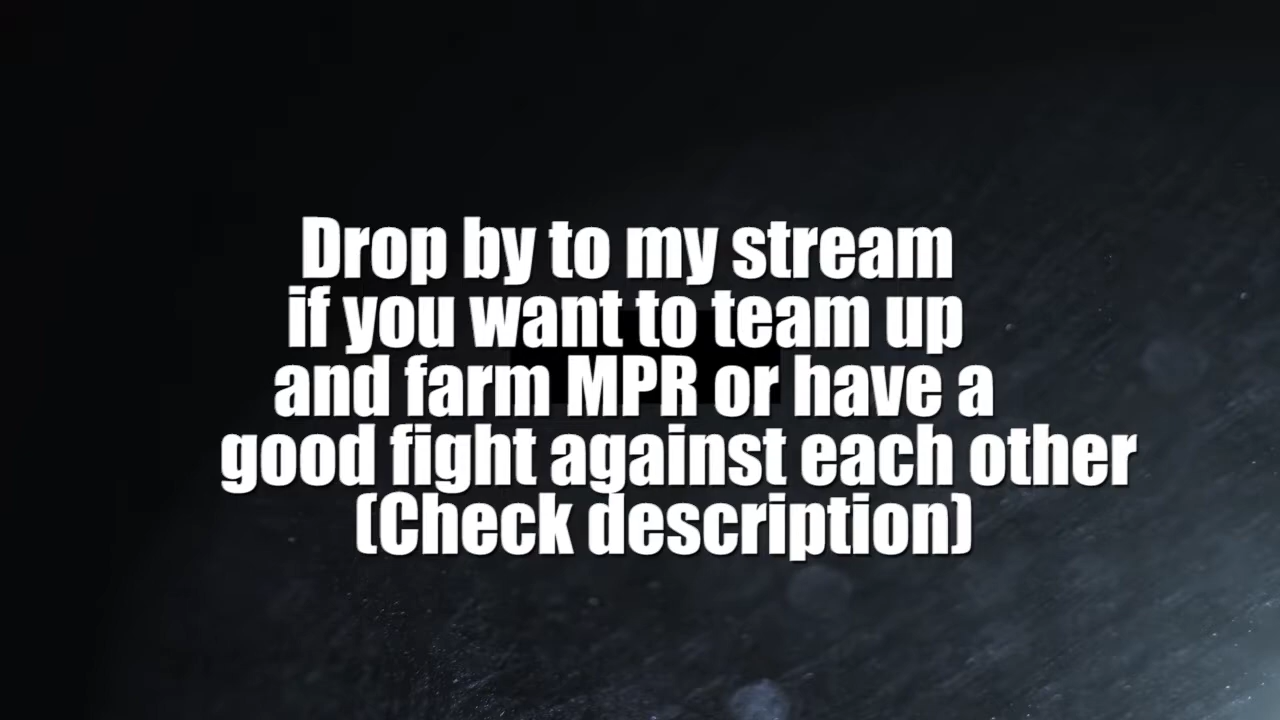 Drop by to my stream
if you want to team up
and farm MPR or have a
good fight against each other
(Check description)